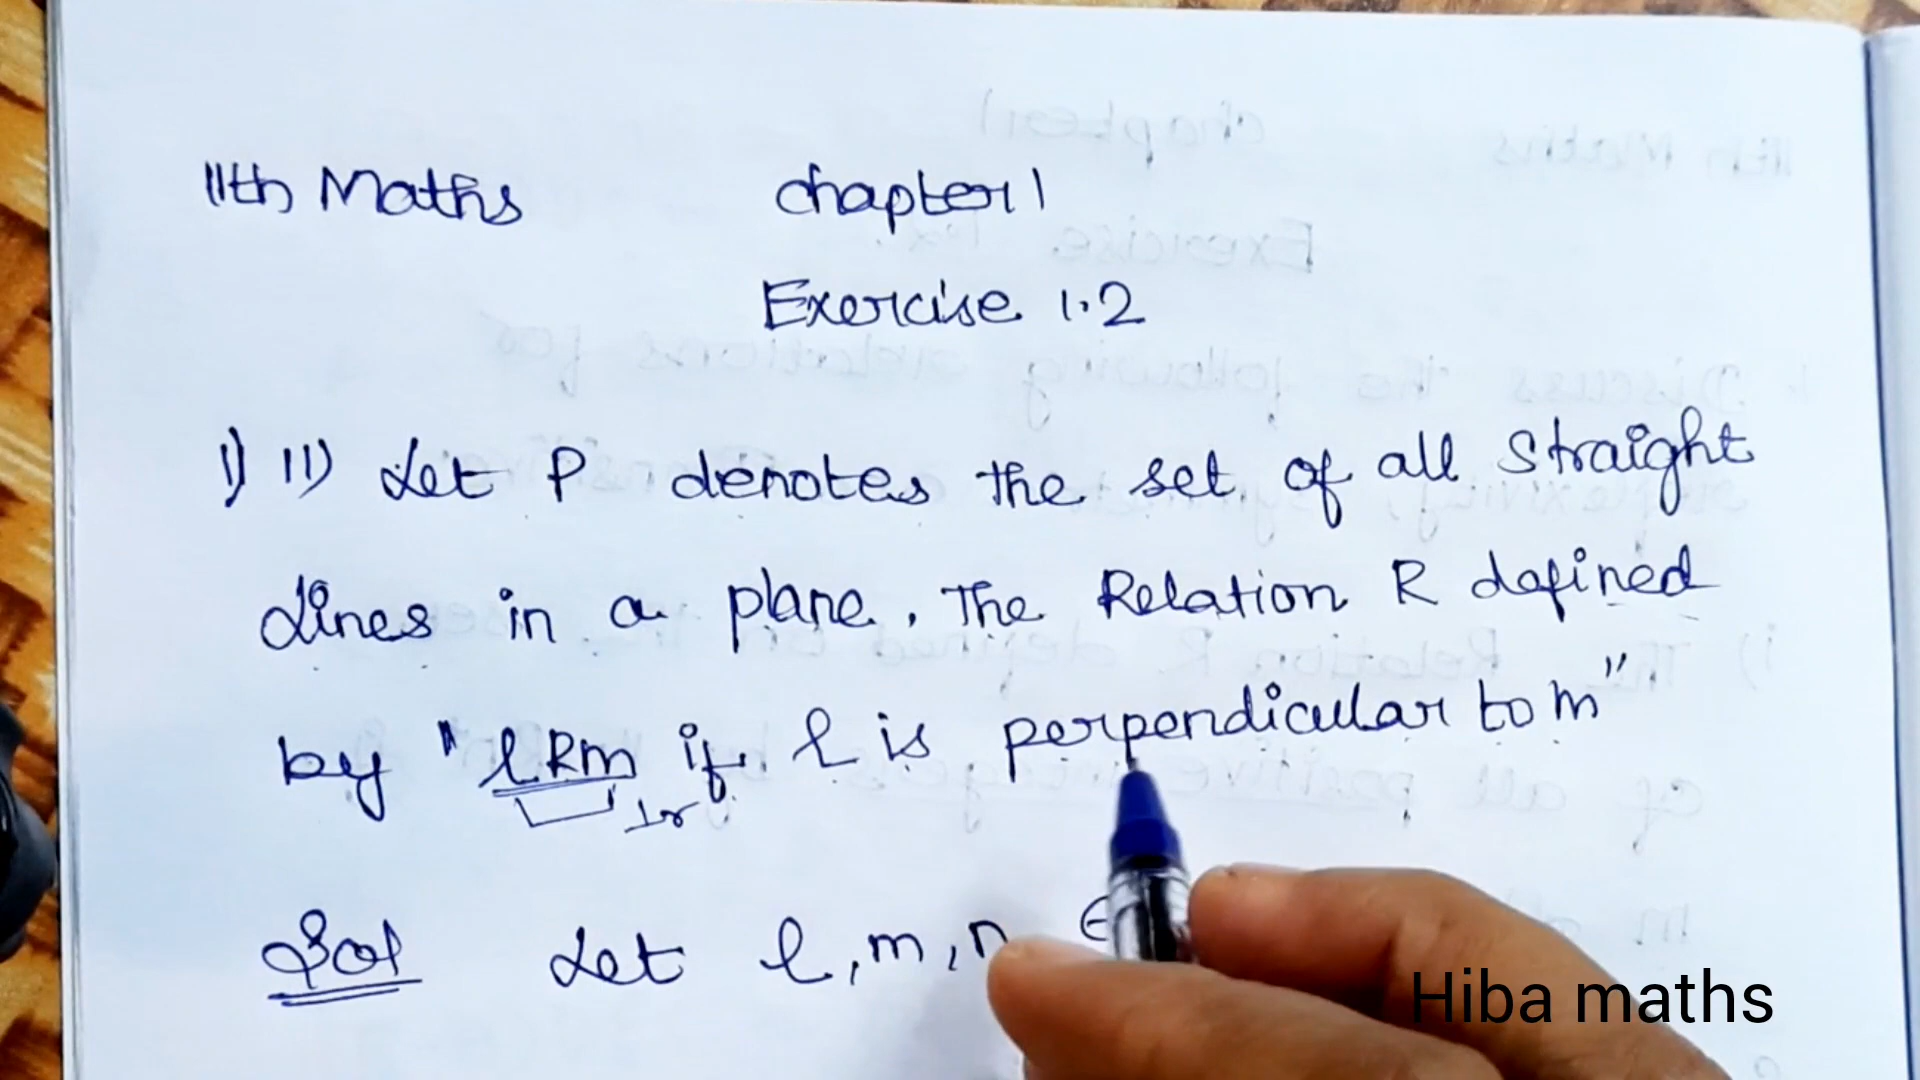 11th Maths chapter 1
Exercise 1.2
1) 11) Let P denotes the set of all straight
lines in a plane. The Relation R defined
by "lRm if l is perpendicular to m"
⊥r
Sol Let l, m, n ∈
Hiba maths